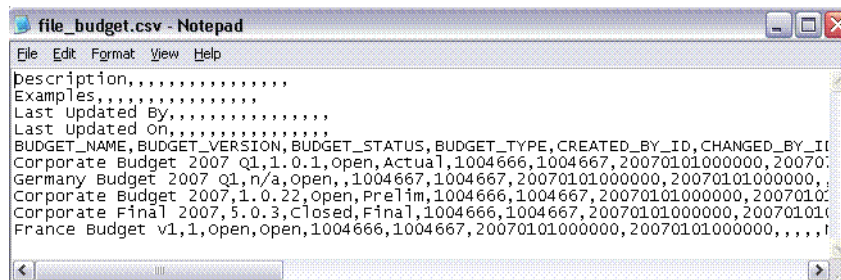 file_budget.csv - Notepad
File Edit Format View Help
Description,,,,,,,,,,,,,,,,
Examples,,,,,,,,,,,,,,,,
Last Updated By,,,,,,,,,,,,,,,,
Last Updated On,,,,,,,,,,,,,,,,
BUDGET_NAME,BUDGET_VERSION,BUDGET_STATUS,BUDGET_TYPE,CREATED_BY_ID,CHANGED_BY_ID
Corporate Budget 2007 Q1,1.0.1,Open,Actual,1004666,1004667,20070101000000,20070
Germany Budget 2007 Q1,n/a,Open,,1004667,1004667,20070101000000,20070101000000,,
Corporate Budget 2007,1.0.22,Open,Prelim,1004666,1004667,20070101000000,2007010
Corporate Final 2007,5.0.3,Closed,Final,1004666,1004666,20070101000000,2007010
France Budget v1,1,Open,Open,1004666,1004667,20070101000000,20070101000000,,,,,